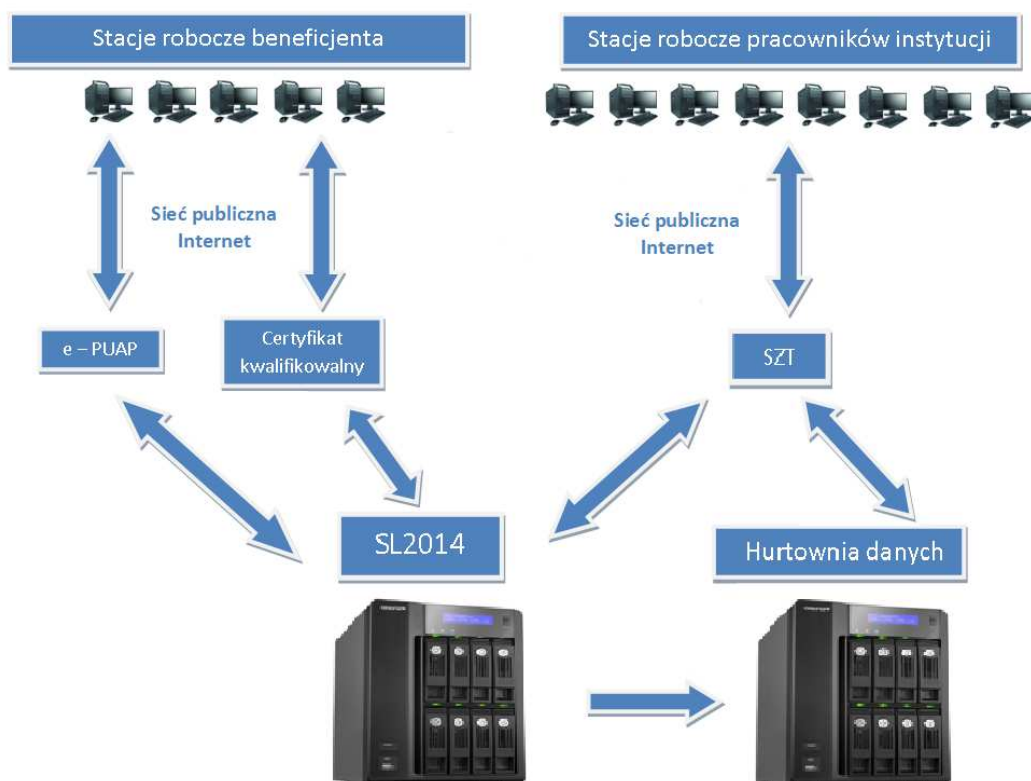 Stacje robocze beneficjenta
Stacje robocze pracowników instytucji
Sieć publiczna
Internet
Sieć publiczna
Internet
e – PUAP
Certyfikat
kwalifikowalny
SZT
SL2014
Hurtownia danych